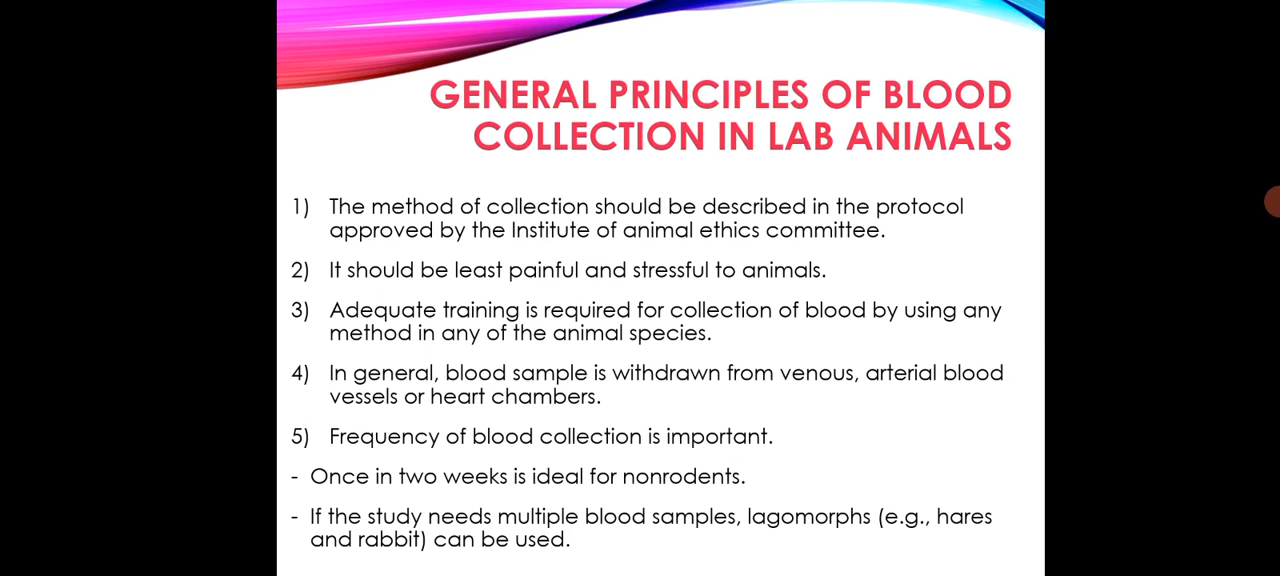 GENERAL PRINCIPLES OF BLOOD
COLLECTION IN LAB ANIMALS
1) The method of collection should be described in the protocol
approved by the Institute of animal ethics committee.
2) It should be least painful and stressful to animals.
3) Adequate training is required for collection of blood by using any
method in any of the animal species.
4) In general, blood sample is withdrawn from venous, arterial blood
vessels or heart chambers.
5) Frequency of blood collection is important.
- Once in two weeks is ideal for nonrodents.
- If the study needs multiple blood samples, lagomorphs (e.g., hares
and rabbit) can be used.